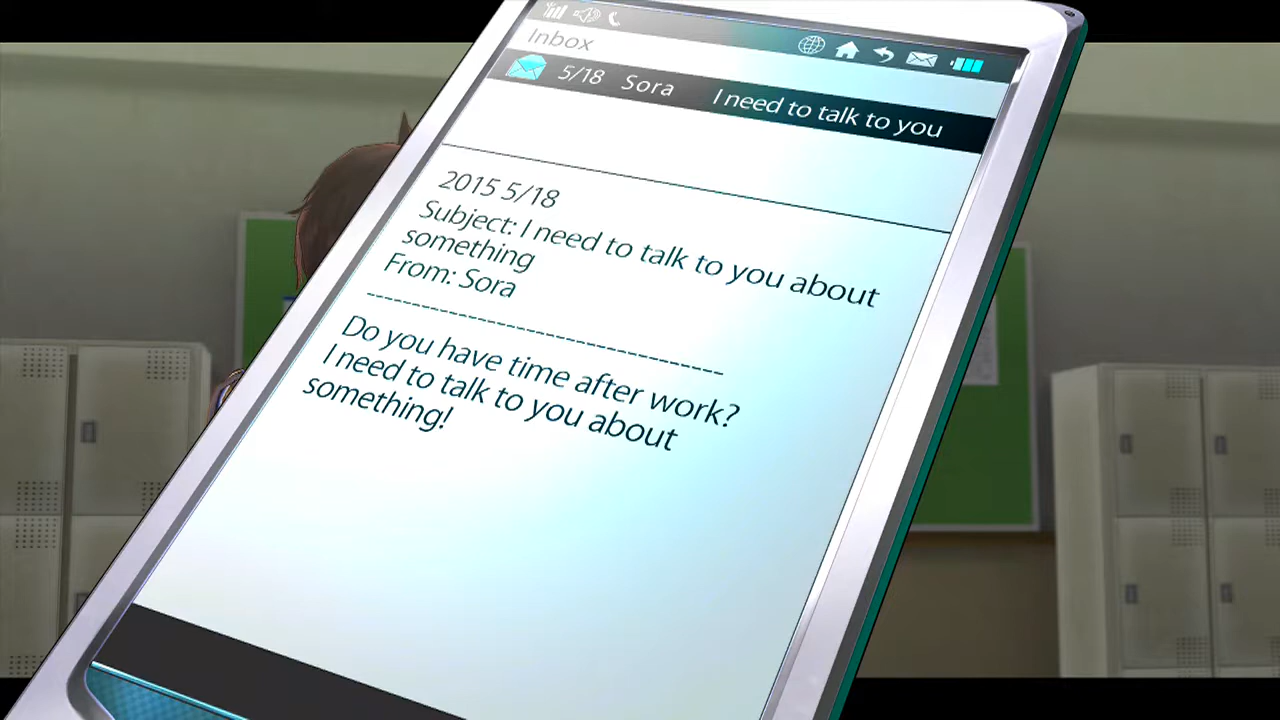 Inbox
5/18 Sora I need to talk to you
2015 5/18
Subject: I need to talk to you about
something
From: Sora
Do you have time after work?
I need to talk to you about
something!